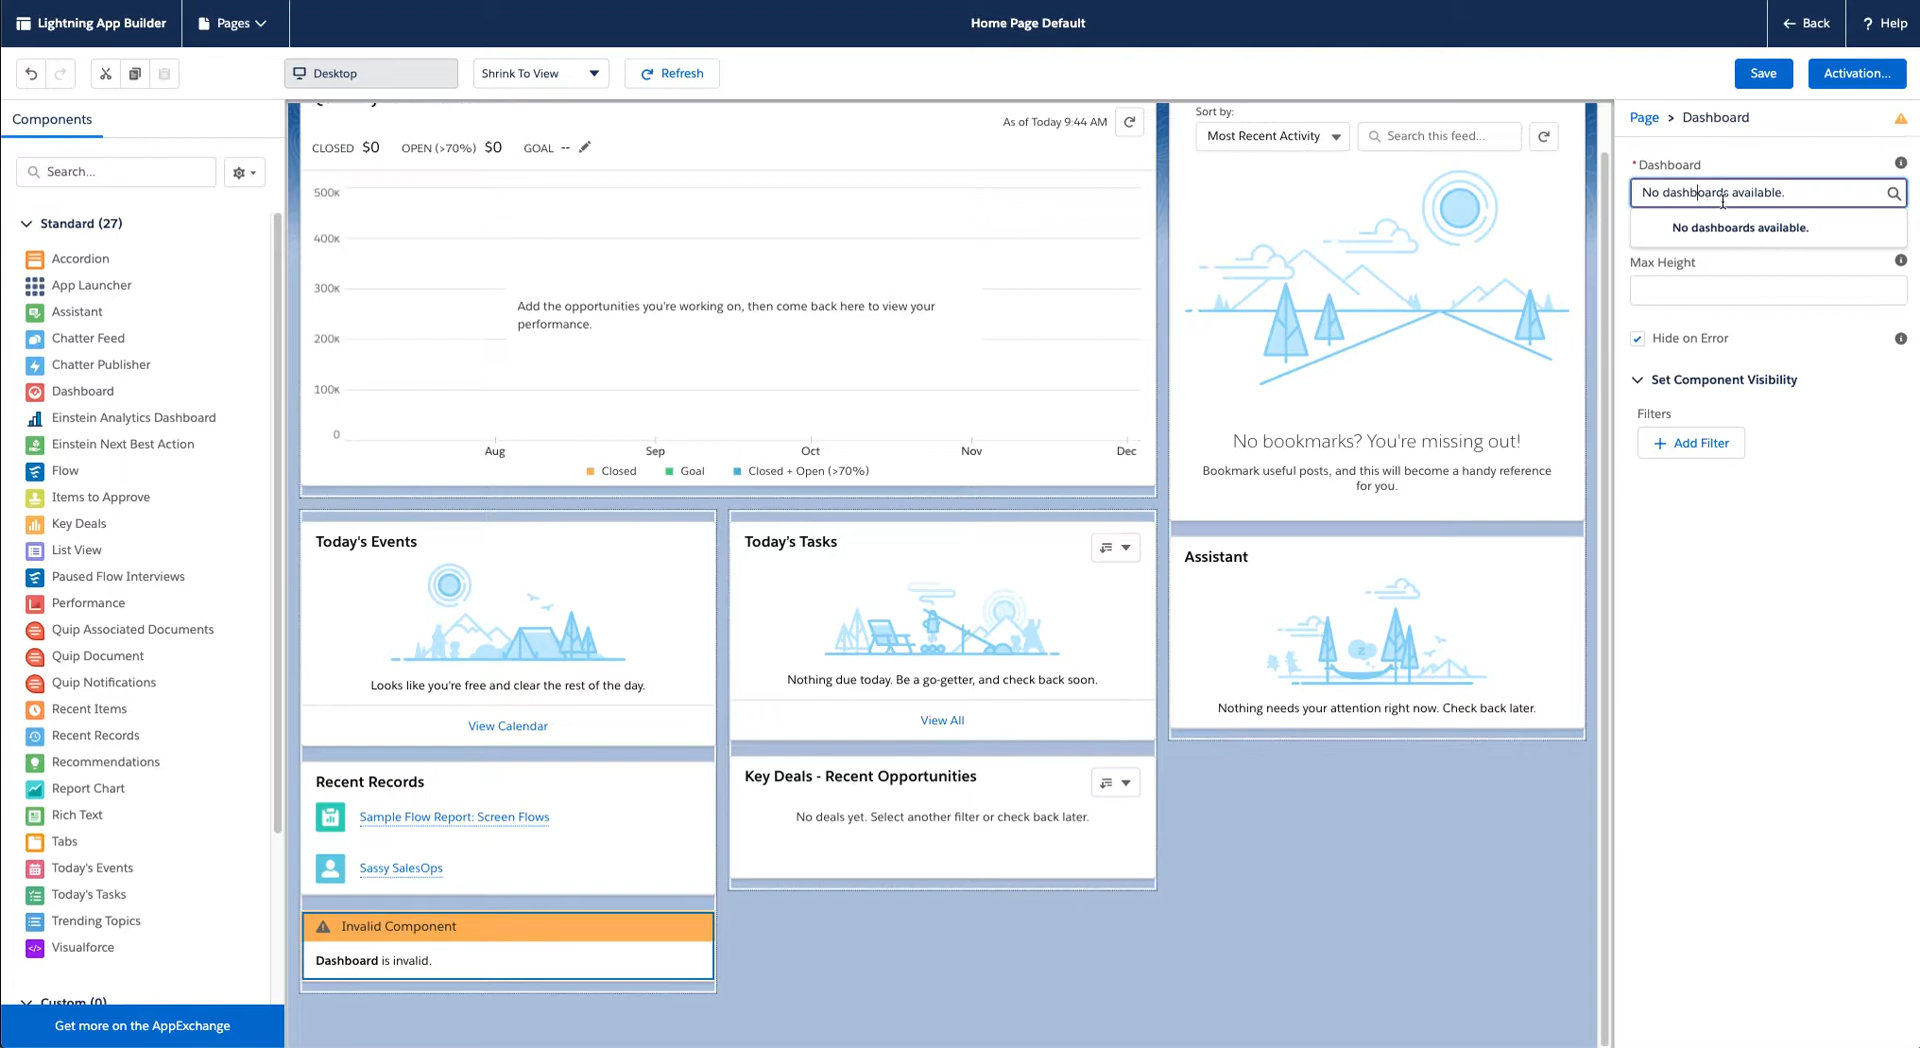 Lightning App Builder
Pages
Home Page Default
Back
? Help
Desktop
Shrink To View
Refresh
Save
Activation...
Components
Search...
Standard (27)
Accordion
App Launcher
Assistant
Chatter Feed
Chatter Publisher
Dashboard
Einstein Analytics Dashboard
Einstein Next Best Action
Flow
Items to Approve
Key Deals
List View
Paused Flow Interviews
Performance
Quip Associated Documents
Quip Document
Quip Notifications
Recent Items
Recent Records
Recommendations
Report Chart
Rich Text
Tabs
Today's Events
Today's Tasks
Trending Topics
Visualforce
Custom (0)
Get more on the AppExchange
As of Today 9:44 AM
CLOSED $0 OPEN (>70%) $0 GOAL --
500K
400K
300K
200K
100K
0
Add the opportunities you're working on, then come back here to view your
performance.
Aug Sep Oct Nov Dec
Closed Goal Closed + Open (>70%)
Today's Events
Looks like you're free and clear the rest of the day.
View Calendar
Recent Records
Sample Flow Report: Screen Flows
Sassy SalesOps
Invalid Component
Dashboard is invalid.
Today's Tasks
Nothing due today. Be a go-getter, and check back soon.
View All
Key Deals - Recent Opportunities
No deals yet. Select another filter or check back later.
Sort by:
Most Recent Activity
Search this feed...
No bookmarks? You're missing out!
Bookmark useful posts, and this will become a handy reference
for you.
Assistant
z
Nothing needs your attention right now. Check back later.
Page > Dashboard
* Dashboard
No dashboards available.
No dashboards available.
Max Height
Hide on Error
Set Component Visibility
Filters
+ Add Filter